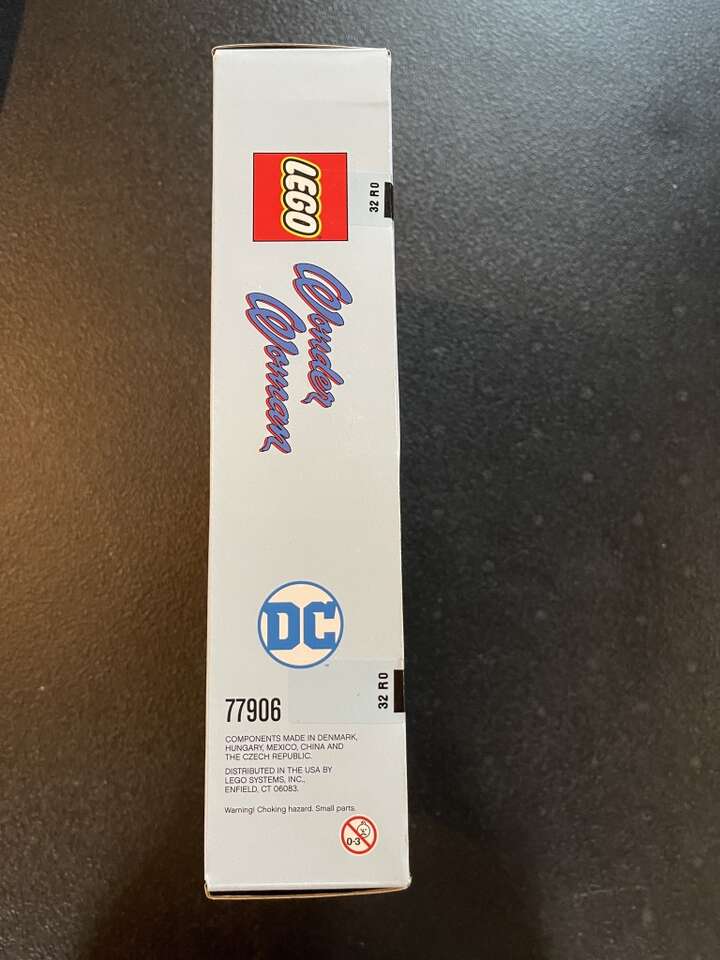 LEGO
32 R0
Wonder
Woman
DC
™
32 R0
77906
COMPONENTS MADE IN DENMARK,
HUNGARY, MEXICO, CHINA AND
THE CZECH REPUBLIC.
DISTRIBUTED IN THE USA BY
LEGO SYSTEMS, INC.,
ENFIELD, CT 06083.
Warning! Choking hazard. Small parts.
0-3